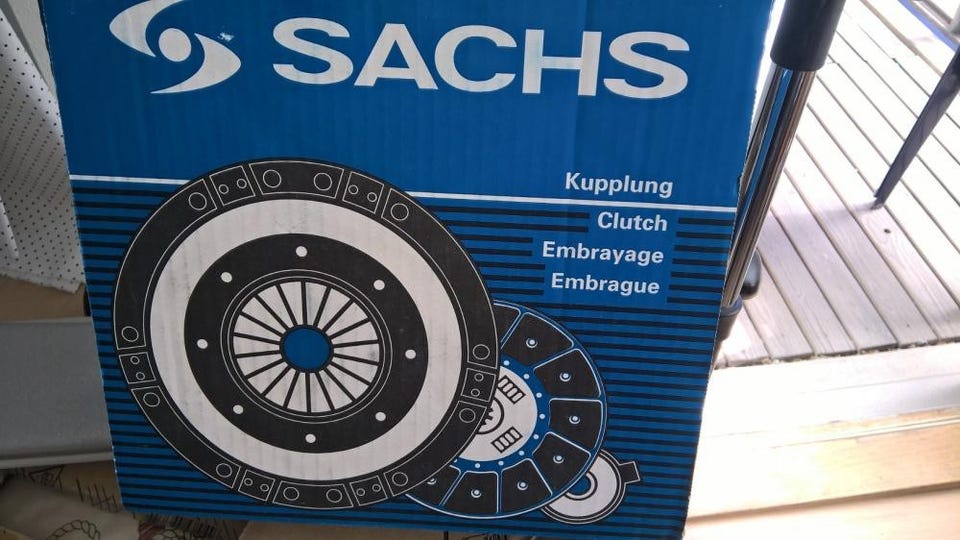 SACHS
Kupplung
Clutch
Embrayage
Embrague